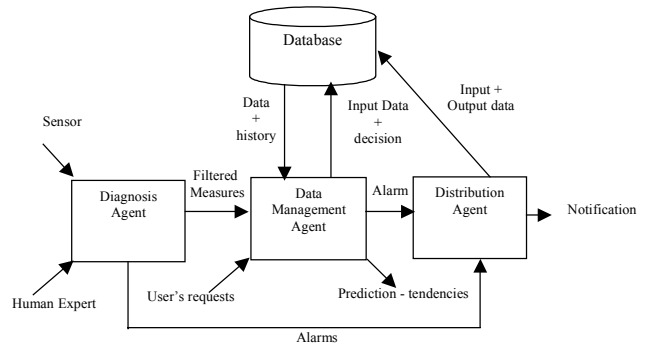 Database
Data
+
history
Input Data
+
decision
Input +
Output data
Sensor
Filtered
Measures
Diagnosis
Agent
Data
Management
Agent
Alarm
Distribution
Agent
Notification
Human Expert
User's requests
Prediction - tendencies
Alarms